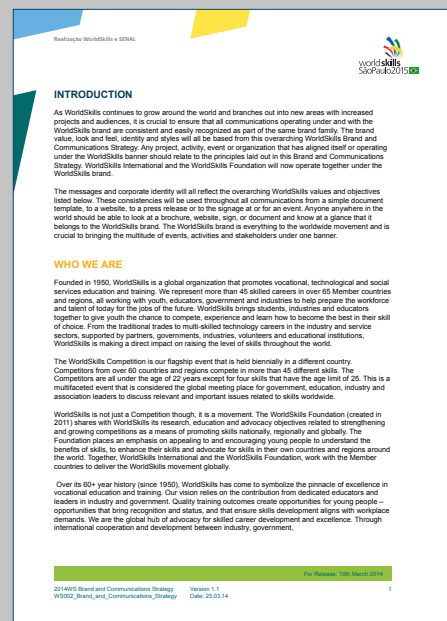 Realização WorldSkills e SENAI.
worldskills
SãoPaulo2015
INTRODUCTION
As WorldSkills continues to grow around the world and branches out into new areas with increased
projects and audiences, it is crucial to ensure that all communications operating under and with the
WorldSkills brand are consistent and easily recognized as part of the same brand family. The brand
value, look and feel, identity and styles will all be based from this overarching WorldSkills Brand and
Communications Strategy. Any project, activity, event or organization that has aligned itself or operating
under the WorldSkills banner should relate to the principles laid out in this Brand and Communications
Strategy. WorldSkills International and the WorldSkills Foundation will now operate together under the
WorldSkills brand.
The messages and corporate identity will all reflect the overarching WorldSkills values and objectives
listed below. These consistencies will be used throughout all communications from a simple document
template, to a website, to a press release or to the signage at or for an event. Anyone anywhere in the
world should be able to look at a brochure, website, sign, or document and know at a glance that it
belongs to the WorldSkills brand. The WorldSkills brand is everything to the worldwide movement and is
crucial to bringing the multitude of events, activities and stakeholders under one banner.
WHO WE ARE
Founded in 1950, WorldSkills is a global organization that promotes vocational, technological and social
services education and training. We represent more than 45 skilled careers in over 65 Member countries
and regions, all working with youth, educators, government and industries to help prepare the workforce
and talent of today for the jobs of the future. WorldSkills brings students, industries and educators
together to give youth the chance to compete, experience and learn how to become the best in their skill
of choice. From the traditional trades to multi-skilled technology careers in the industry and service
sectors, supported by partners, governments, industries, volunteers and educational institutions,
WorldSkills is making a direct impact on raising the level of skills throughout the world.
The WorldSkills Competition is our flagship event that is held biennially in a different country.
Competitors from over 60 countries and regions compete in more than 45 different skills. The
Competitors are all under the age of 22 years except for four skills that have the age limit of 25. This is a
multifaceted event that is considered the global meeting place for government, education, industry and
association leaders to discuss relevant and important issues related to skills worldwide.
WorldSkills is not just a Competition though, it is a movement. The WorldSkills Foundation (created in
2011) shares with WorldSkills its research, education and advocacy objectives related to strengthening
and growing competitions as a means of promoting skills nationally, regionally and globally. The
Foundation places an emphasis on appealing to and encouraging young people to understand the
benefits of skills, to enhance their skills and advocate for skills in their own countries and regions around
the world. Together, WorldSkills International and the WorldSkills Foundation, work with the Member
countries to deliver the WorldSkills movement globally.
Over its 60+ year history (since 1950), WorldSkills has come to symbolize the pinnacle of excellence in
vocational education and training. Our vision relies on the contribution from dedicated educators and
leaders in industry and government. Quality training outcomes create opportunities for young people –
opportunities that bring recognition and status, and that ensure skills development aligns with workplace
demands. We are the global hub of advocacy for skilled career development and excellence. Through
international cooperation and development between industry, government,
For Release: 18th March 2014
2014WS Brand and Communications Strategy Version 1.1 1
WS002_Brand_and_Communications_Strategy Date: 25.03.14